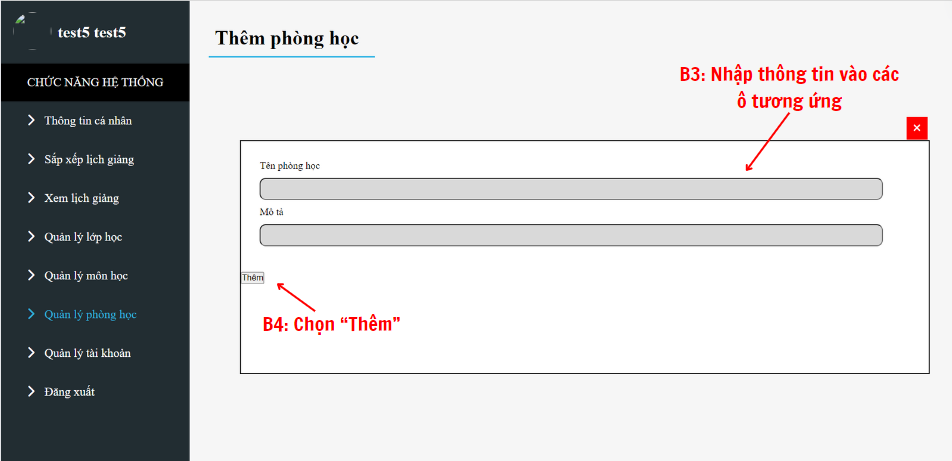 test5 test5
CHỨC NĂNG HỆ THỐNG
Thông tin cá nhân
Sắp xếp lịch giảng
Xem lịch giảng
Quản lý lớp học
Quản lý môn học
Quản lý phòng học
Quản lý tài khoản
Đăng xuất
Thêm phòng học
B3: Nhập thông tin vào các
ô tương ứng
×
Tên phòng học
Mô tả
Thêm
B4: Chọn “Thêm”